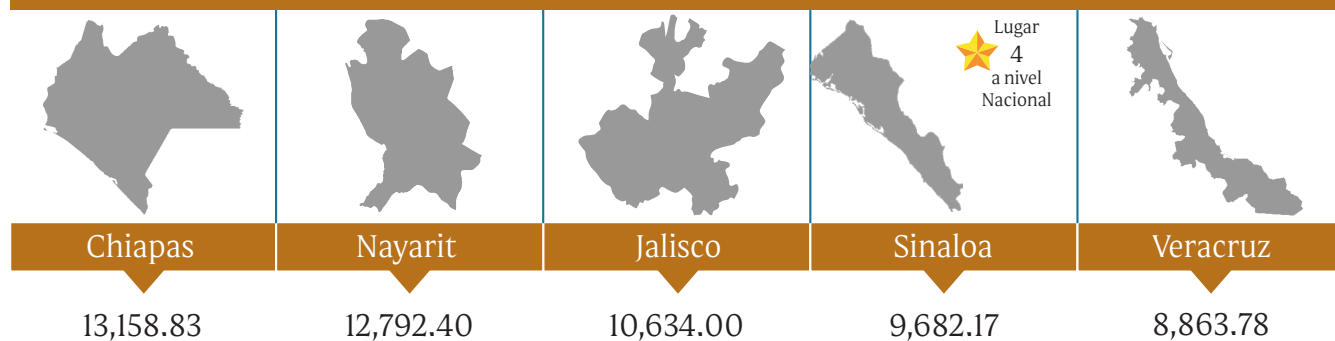 Lugar
4
a nivel
Nacional
Chiapas
Nayarit
Jalisco
Sinaloa
Veracruz
13,158.83
12,792.40
10,634.00
9,682.17
8,863.78